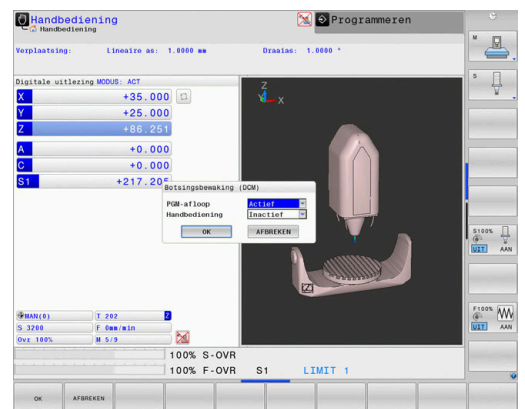 Handbediening
Handbediening
Programmeren
Verplaatsing: Lineaire as: 1.0000 mm Draaias: 1.0000 °
Digitale uitlezing MODUS: ACT
X +35.000
Y +25.000
Z +86.251
A +0.000
C +0.000
S1 +217.205
Z
Y
X
Botsingsbewaking (DCM)
PGM-afloop Actief
Handbediening Inactief
OK AFBREKEN
MAN(0) T 202 Z
S 3200 F 0mm/min
Ovr 100% M 5/9
100% S-OVR
100% F-OVR S1 LIMIT 1
M
S
S100%
UIT AAN
F100%
UIT AAN
OK AFBREKEN